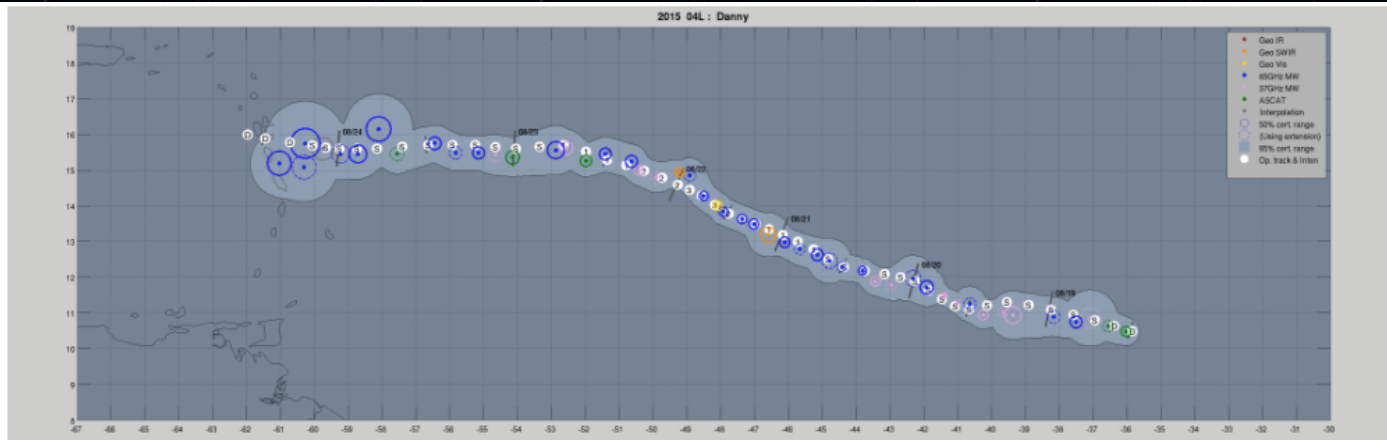 2015 04L : Danny
19
18
17
16
15
14
13
12
11
10
9
8
-67 -66 -65 -64 -63 -62 -61 -60 -59 -58 -57 -56 -55 -54 -53 -52 -51 -50 -49 -48 -47 -46 -45 -44 -43 -42 -41 -40 -39 -38 -37 -36 -35 -34 -33 -32 -31 -30
Geo IR
Geo SWIR
Geo Vis
85GHz MW
37GHz MW
ASCAT
Interpolation
50% cert. range
(Using extension)
95% cert. range
Op. track & Inten
08/24
08/23
08/22
08/21
08/20
08/19